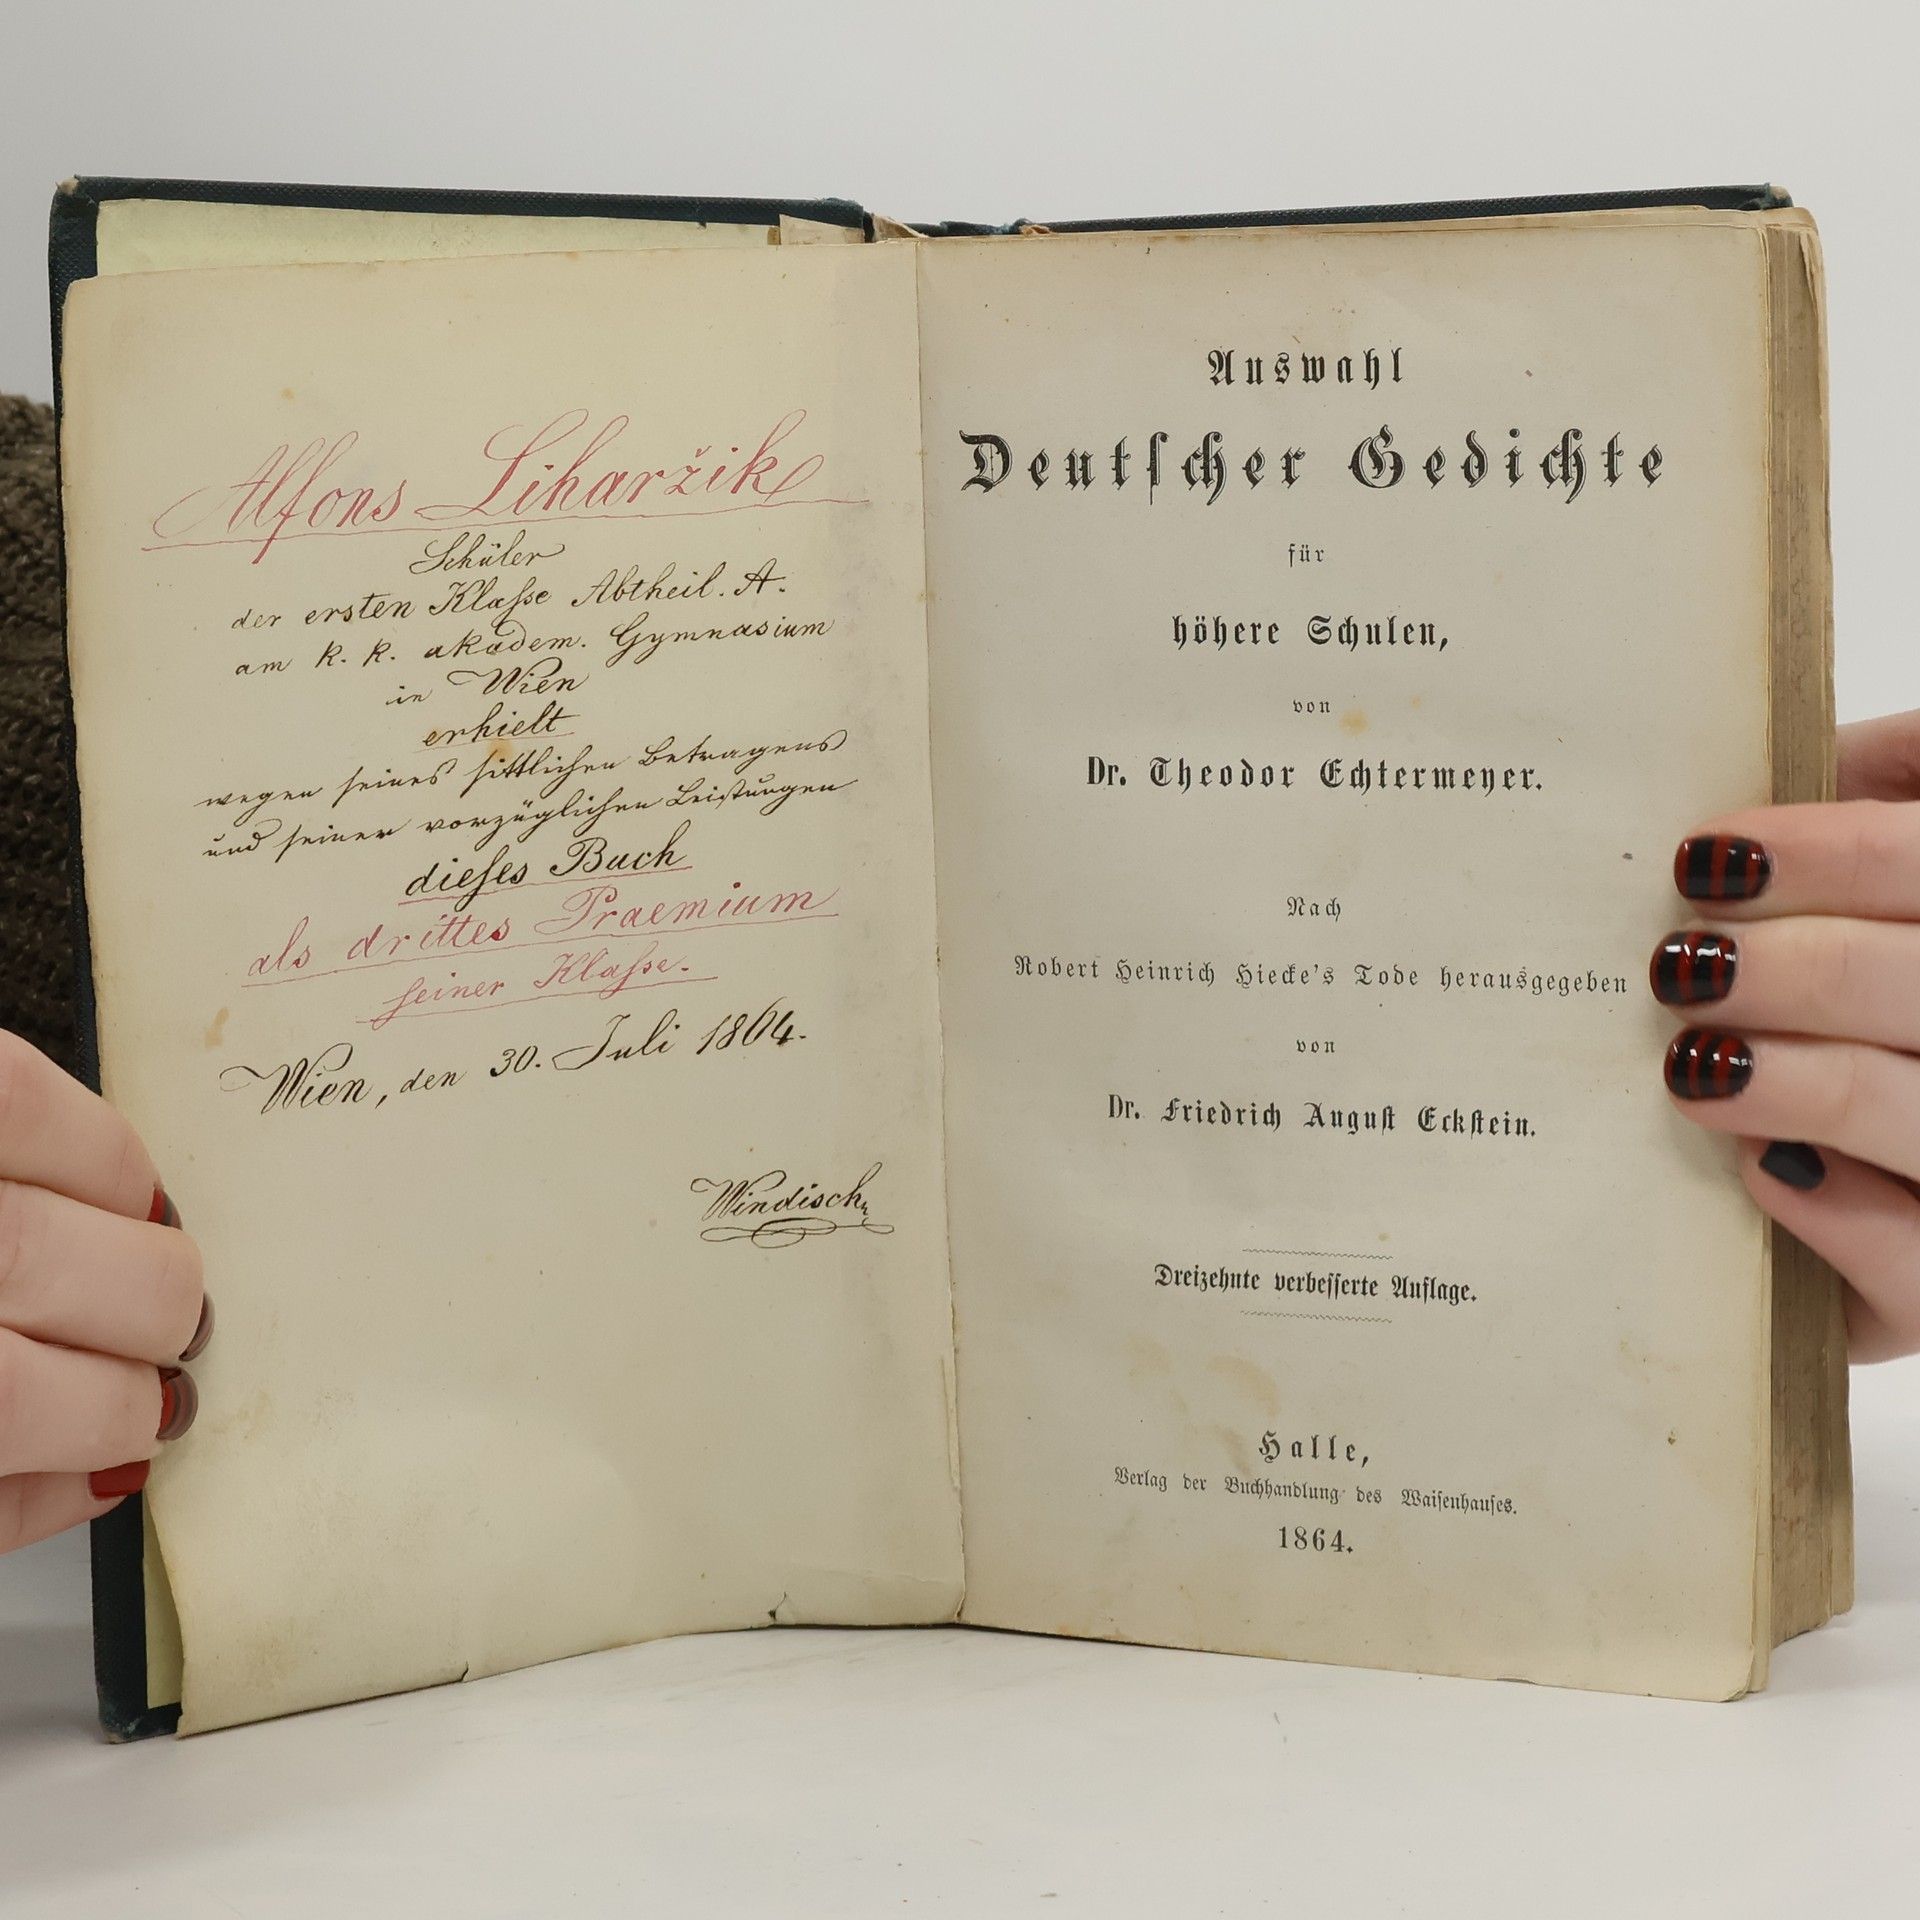 Alfons Liharžik
Schüler
der ersten Klaſse Abtheil. A.
am k. k. akadem. Gymnasium
in Wien
erhielt
wegen seines sittlichen Betragens
und seiner vorzüglichen Leistungen
dieſes Buch
als drittes Praemium
seiner Klaſse.
Wien, den 30. Juli 1864.
Windisch
Auswahl
Deutſcher Gedichte
für
höhere Schulen,
von
Dr. Theodor Echtermeyer.
Nach
Robert Heinrich Hiecke's Tode herausgegeben
von
Dr. Friedrich Auguſt Eckſtein.
Dreizehnte verbeſſerte Auflage.
Halle,
Verlag der Buchhandlung des Waiſenhauſes.
1864.